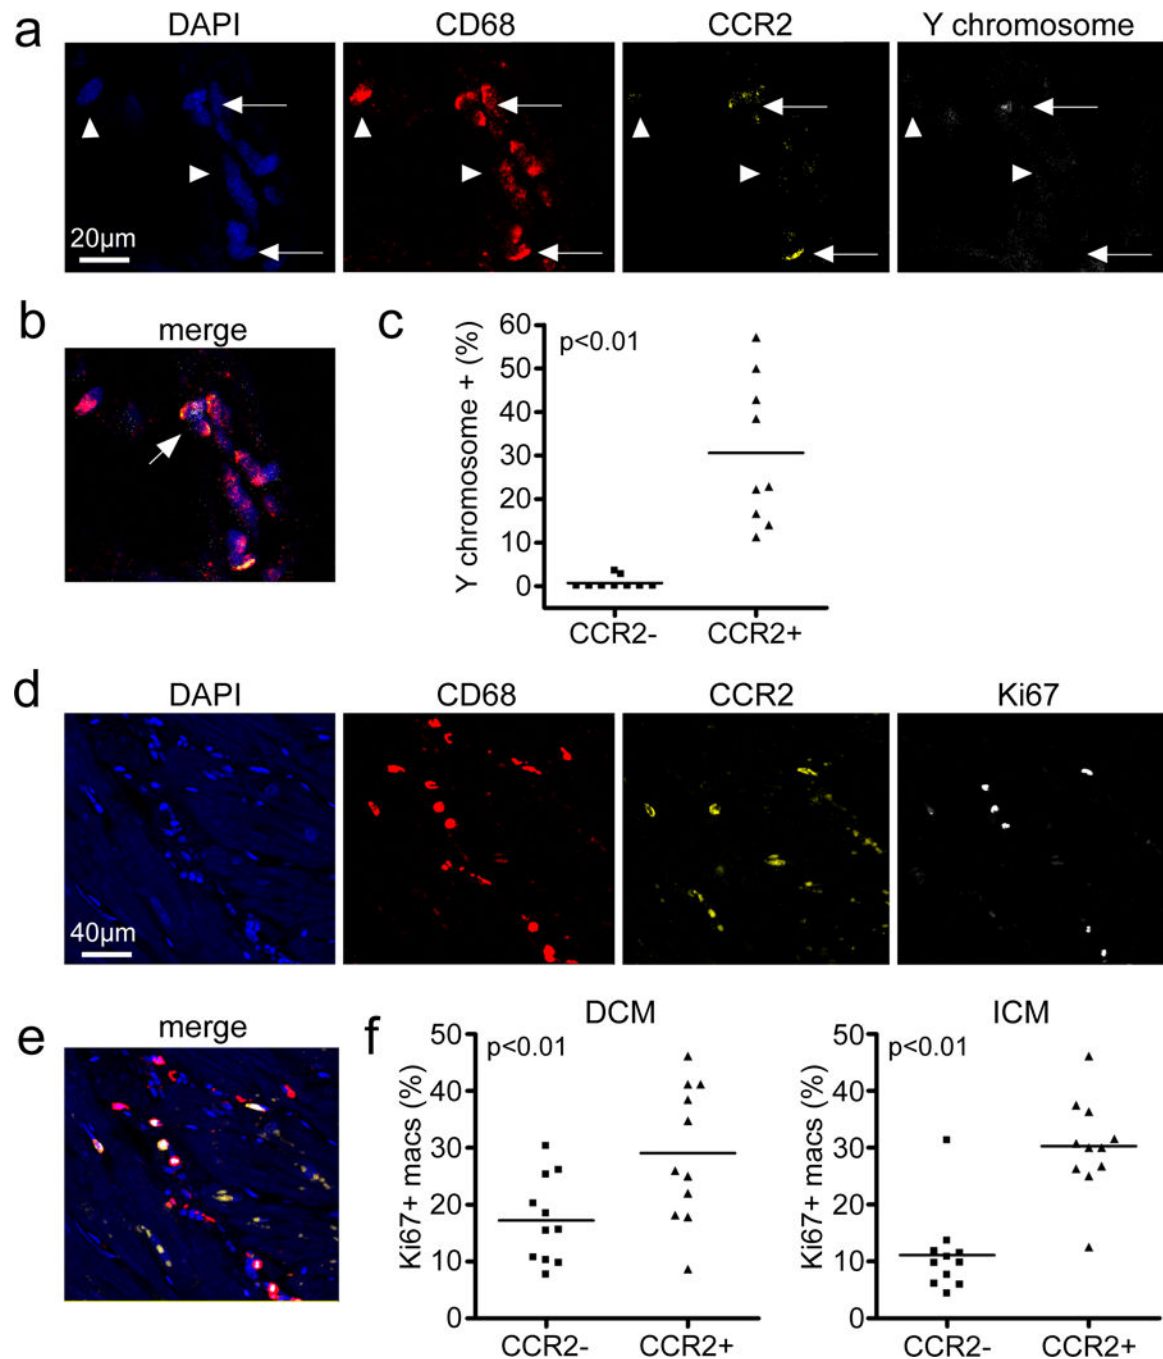 a
DAPI CD68 CCR2 Y chromosome
20µm
b
merge
c
Y chromosome + (%)
p<0.01
60
50
40
30
20
10
0
CCR2- CCR2+
d
DAPI CD68 CCR2 Ki67
40µm
e
merge
f
DCM
Ki67+ macs (%)
p<0.01
50
40
30
20
10
0
CCR2- CCR2+
ICM
Ki67+ macs (%)
p<0.01
50
40
30
20
10
0
CCR2- CCR2+